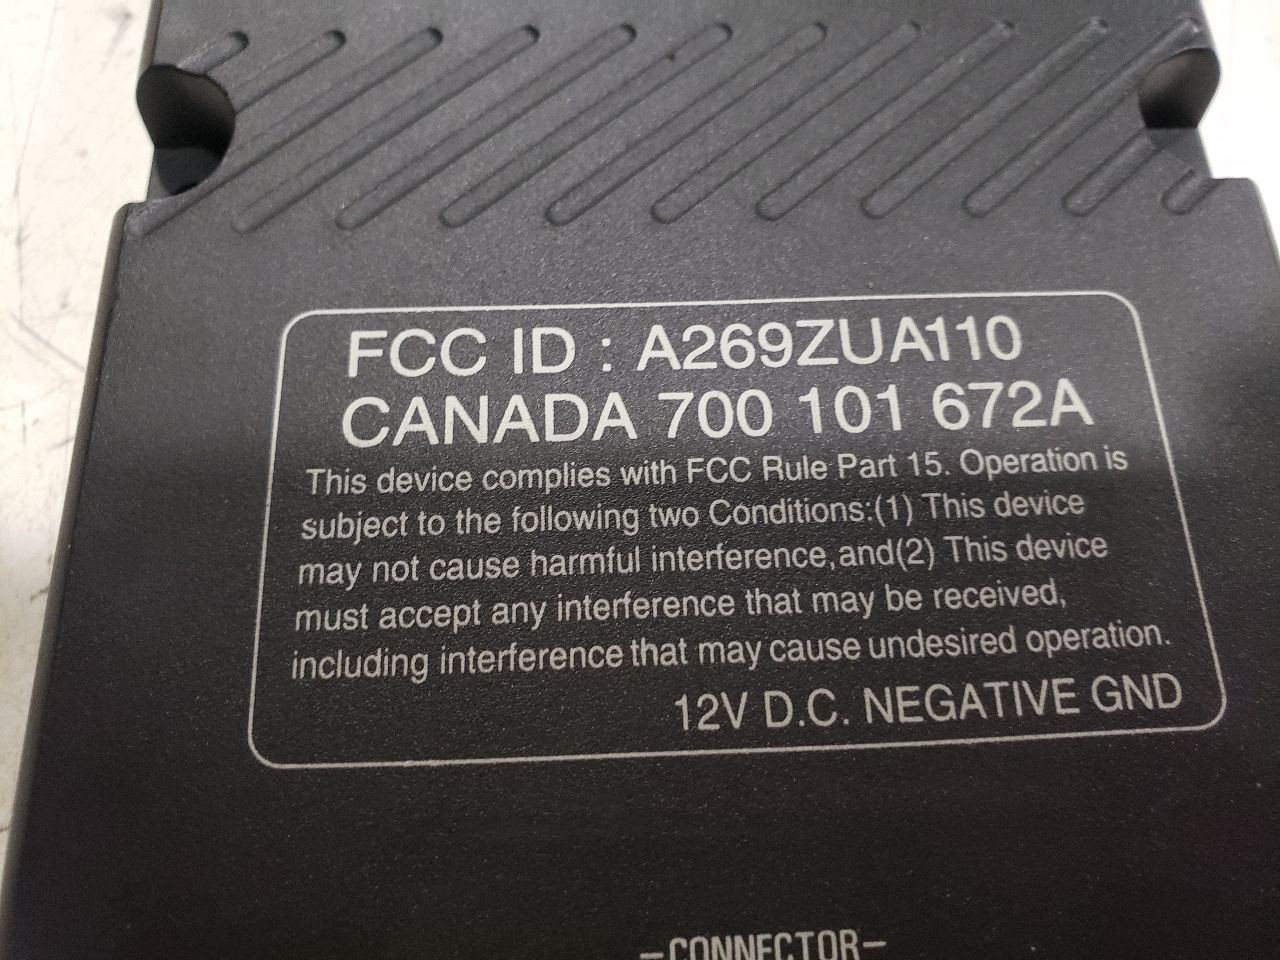 FCC ID : A269ZUA110
CANADA 700 101 672A
This device complies with FCC Rule Part 15. Operation is
subject to the following two Conditions:(1) This device
may not cause harmful interference,and(2) This device
must accept any interference that may be received,
including interference that may cause undesired operation.
12V D.C. NEGATIVE GND
-CONNECTOR-